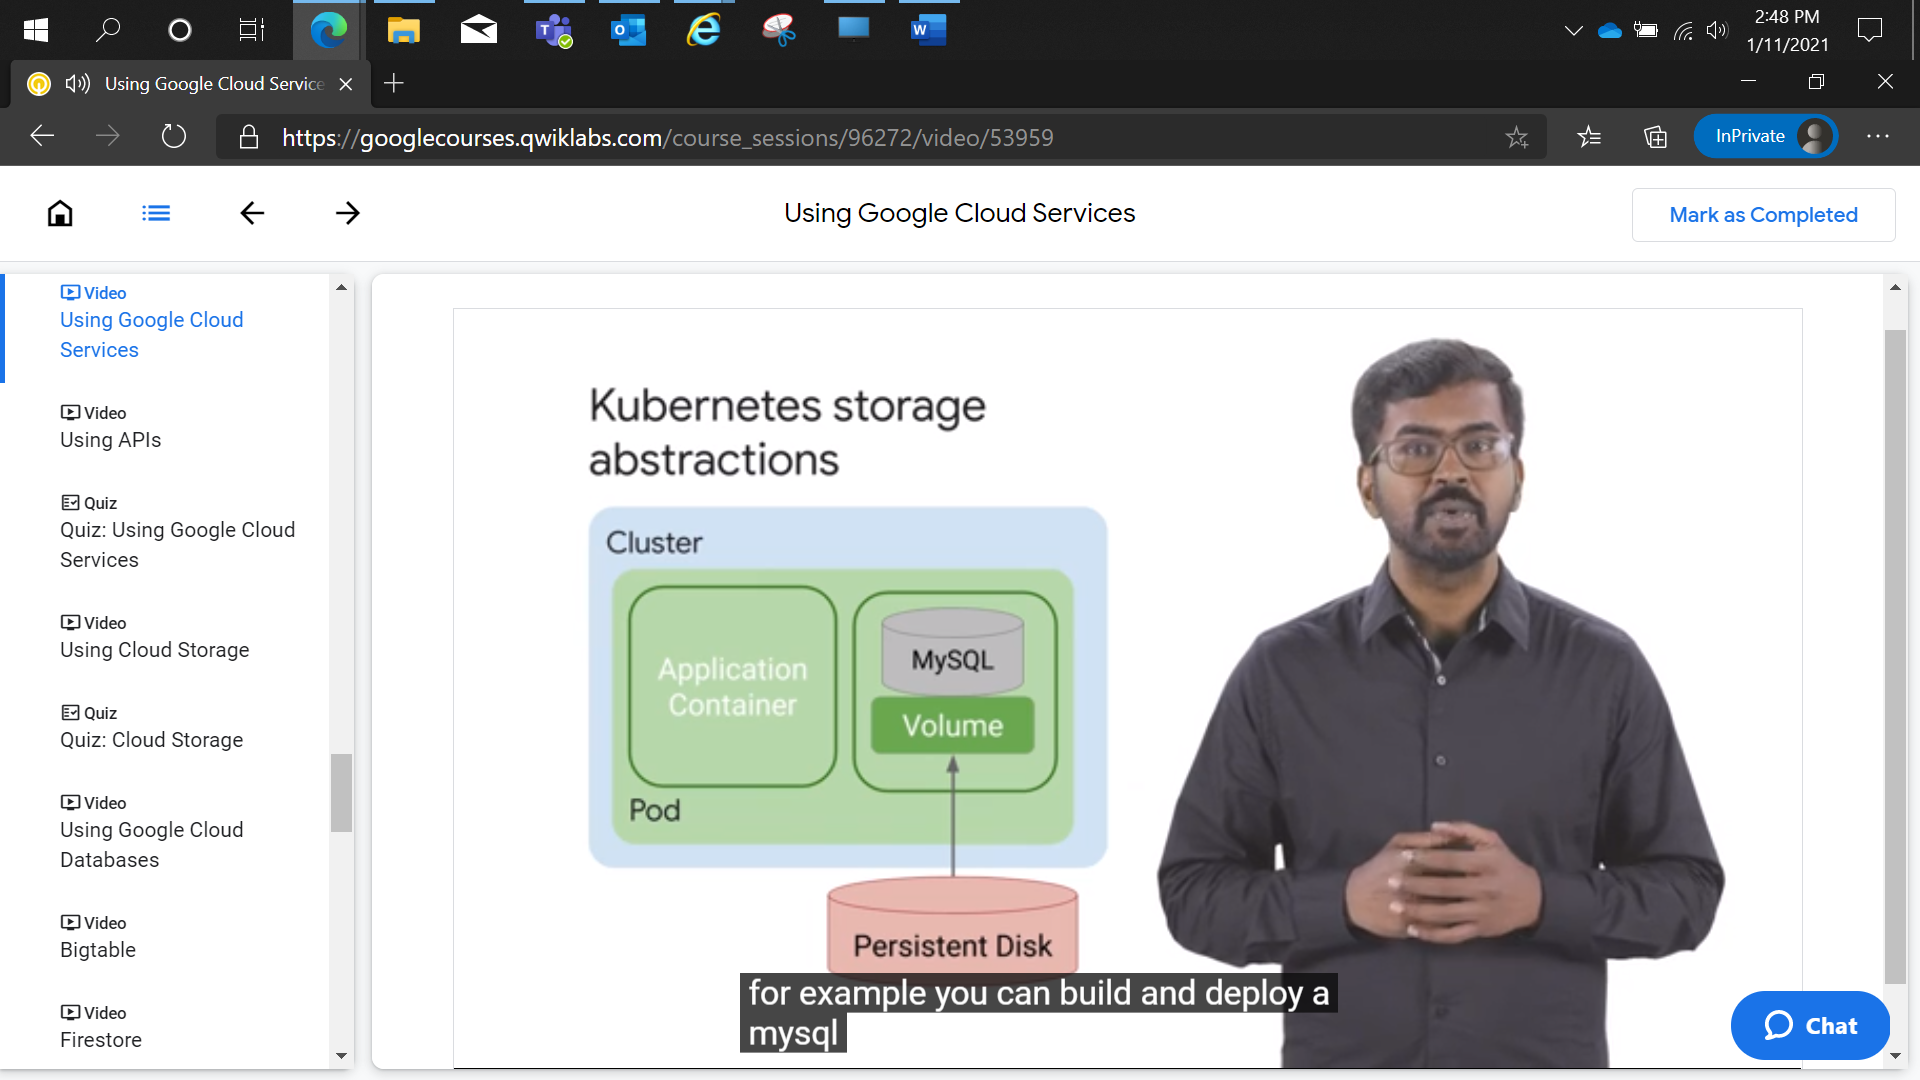 2:48 PM
1/11/2021
Using Google Cloud Service
https://googlecourses.qwiklabs.com/course_sessions/96272/video/53959
InPrivate
Using Google Cloud Services
Mark as Completed
Video
Using Google Cloud
Services
Video
Using APIs
Quiz
Quiz: Using Google Cloud
Services
Video
Using Cloud Storage
Quiz
Quiz: Cloud Storage
Video
Using Google Cloud
Databases
Video
Bigtable
Video
Firestore
Kubernetes storage
abstractions
Cluster
Application
Container
MySQL
Volume
Pod
Persistent Disk
for example you can build and deploy a
mysql
Chat